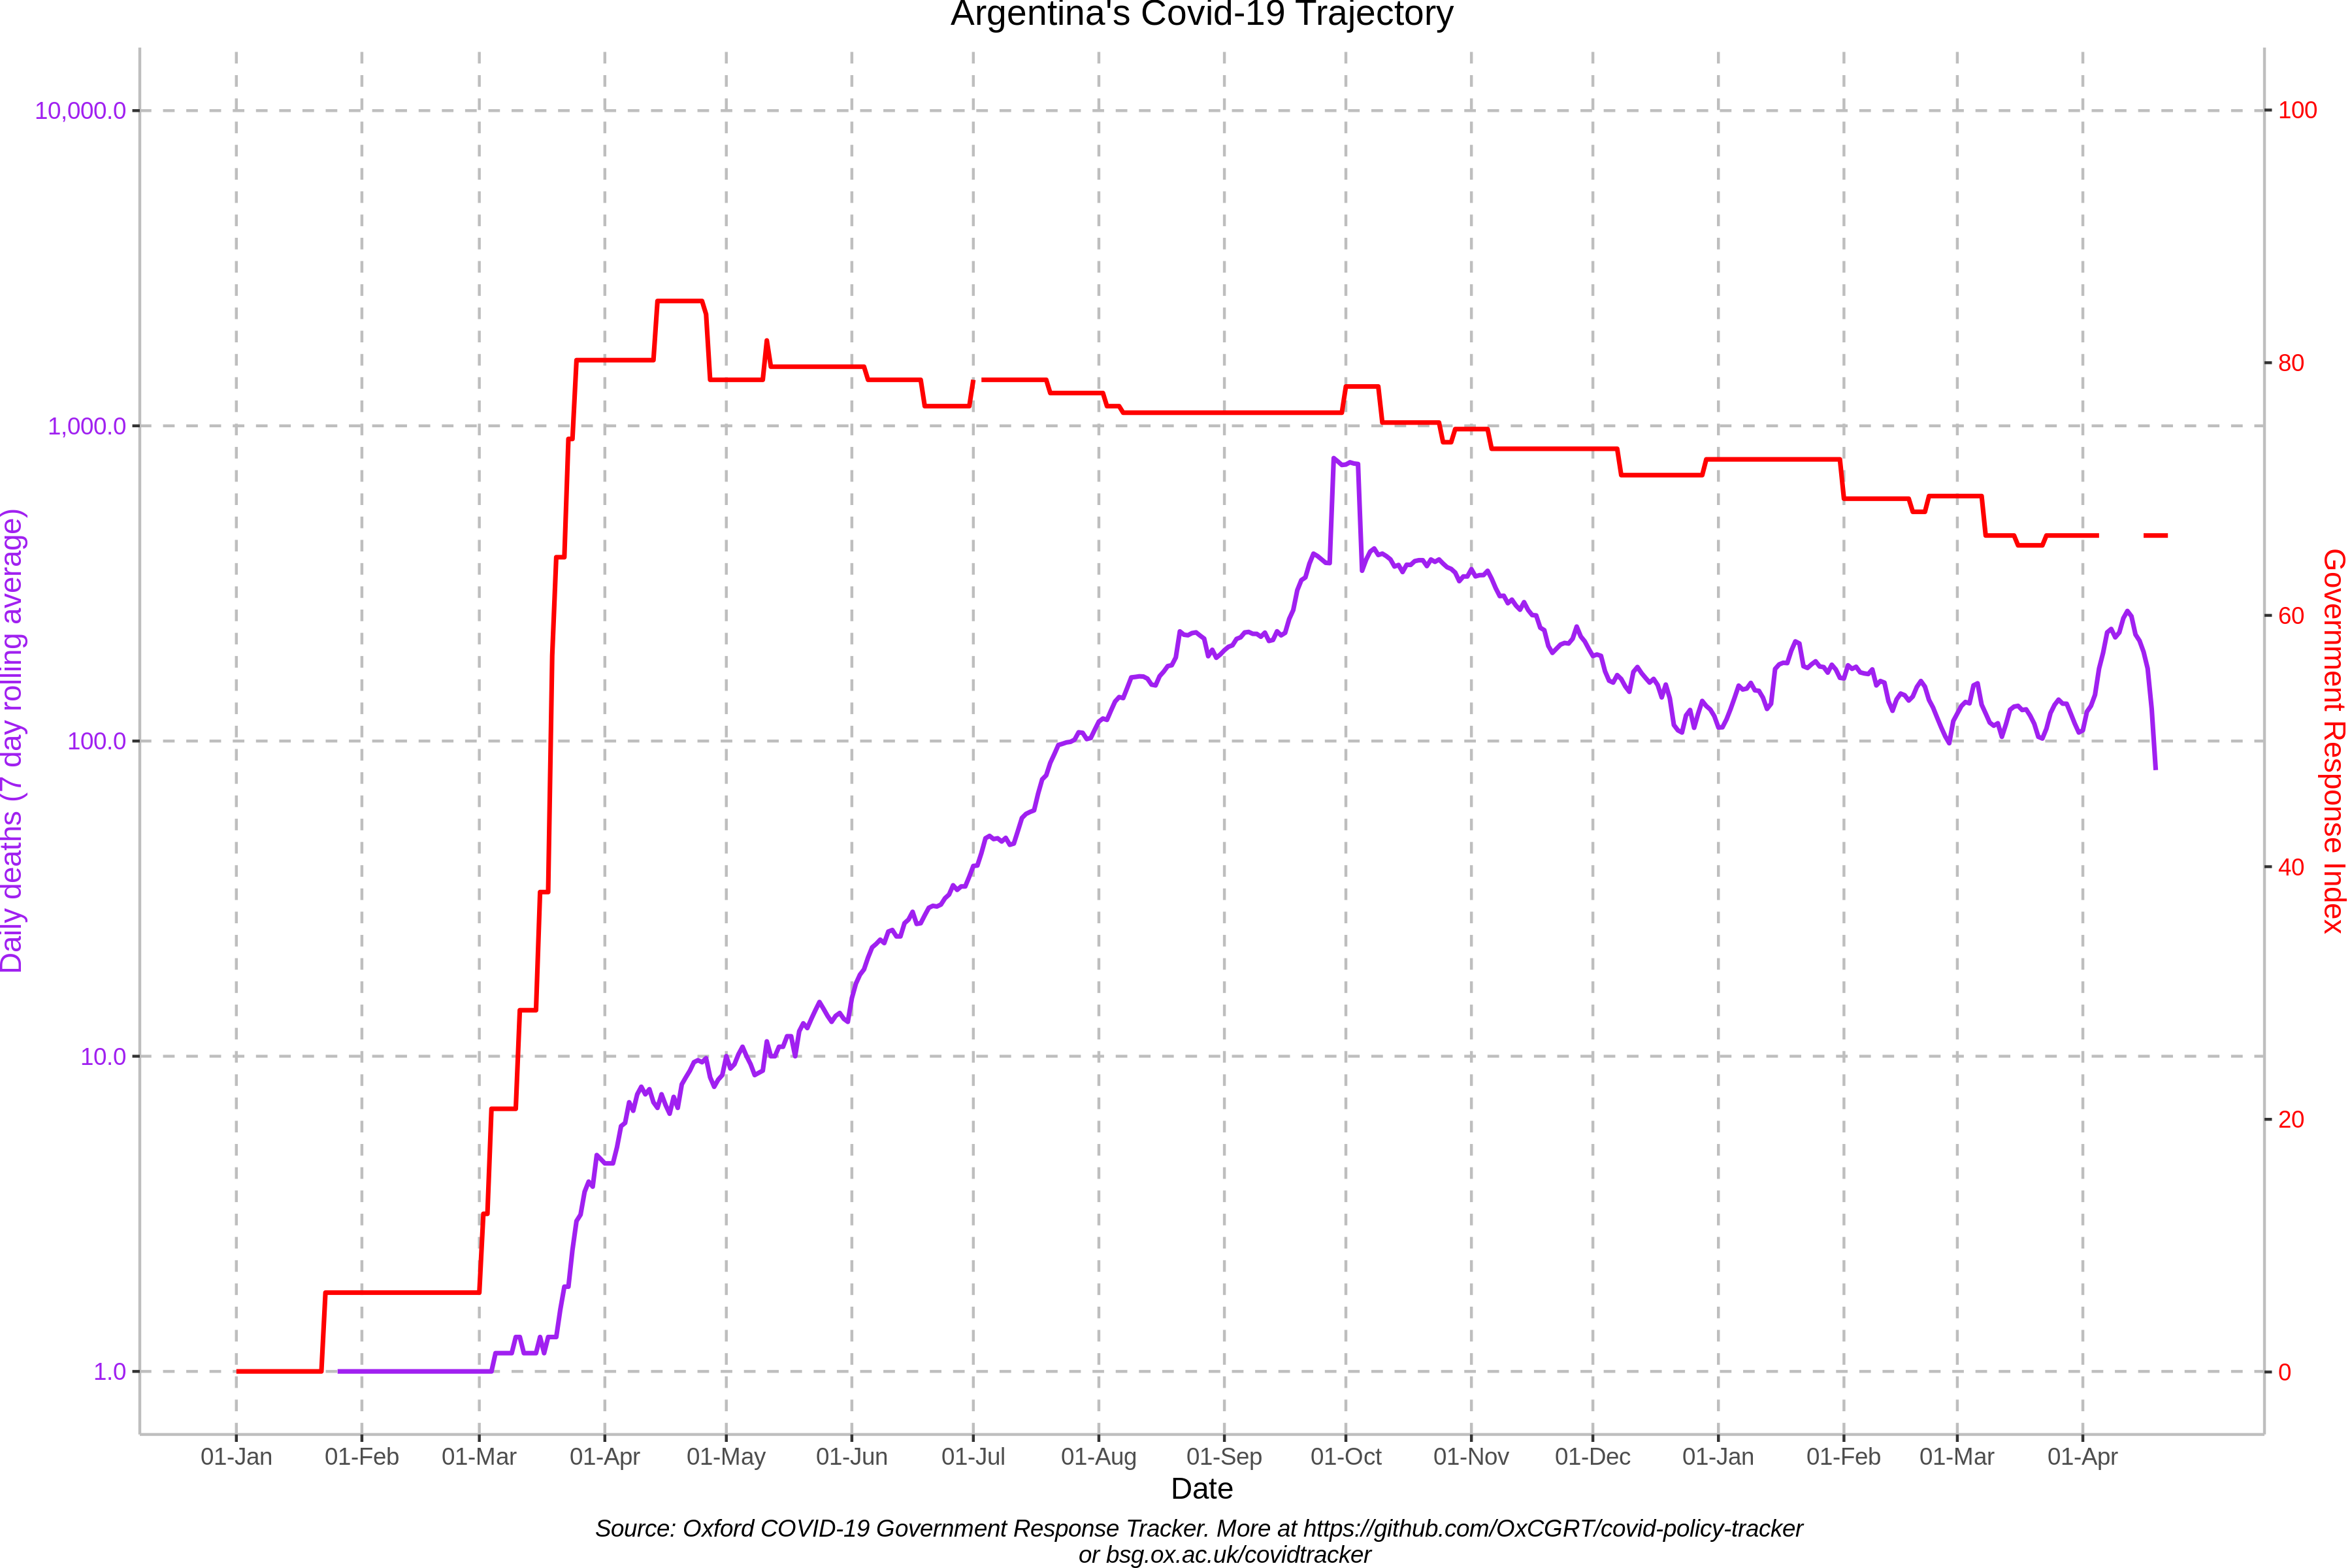 Argentina's Covid-19 Trajectory
10,000.0
1,000.0
100.0
10.0
1.0
Daily deaths (7 day rolling average)
100
80
60
40
20
0
Government Response Index
01-Jan 01-Feb 01-Mar 01-Apr 01-May 01-Jun 01-Jul 01-Aug 01-Sep 01-Oct 01-Nov 01-Dec 01-Jan 01-Feb 01-Mar 01-Apr
Date
Source: Oxford COVID-19 Government Response Tracker. More at https://github.com/OxCGRT/covid-policy-tracker
or bsg.ox.ac.uk/covidtracker